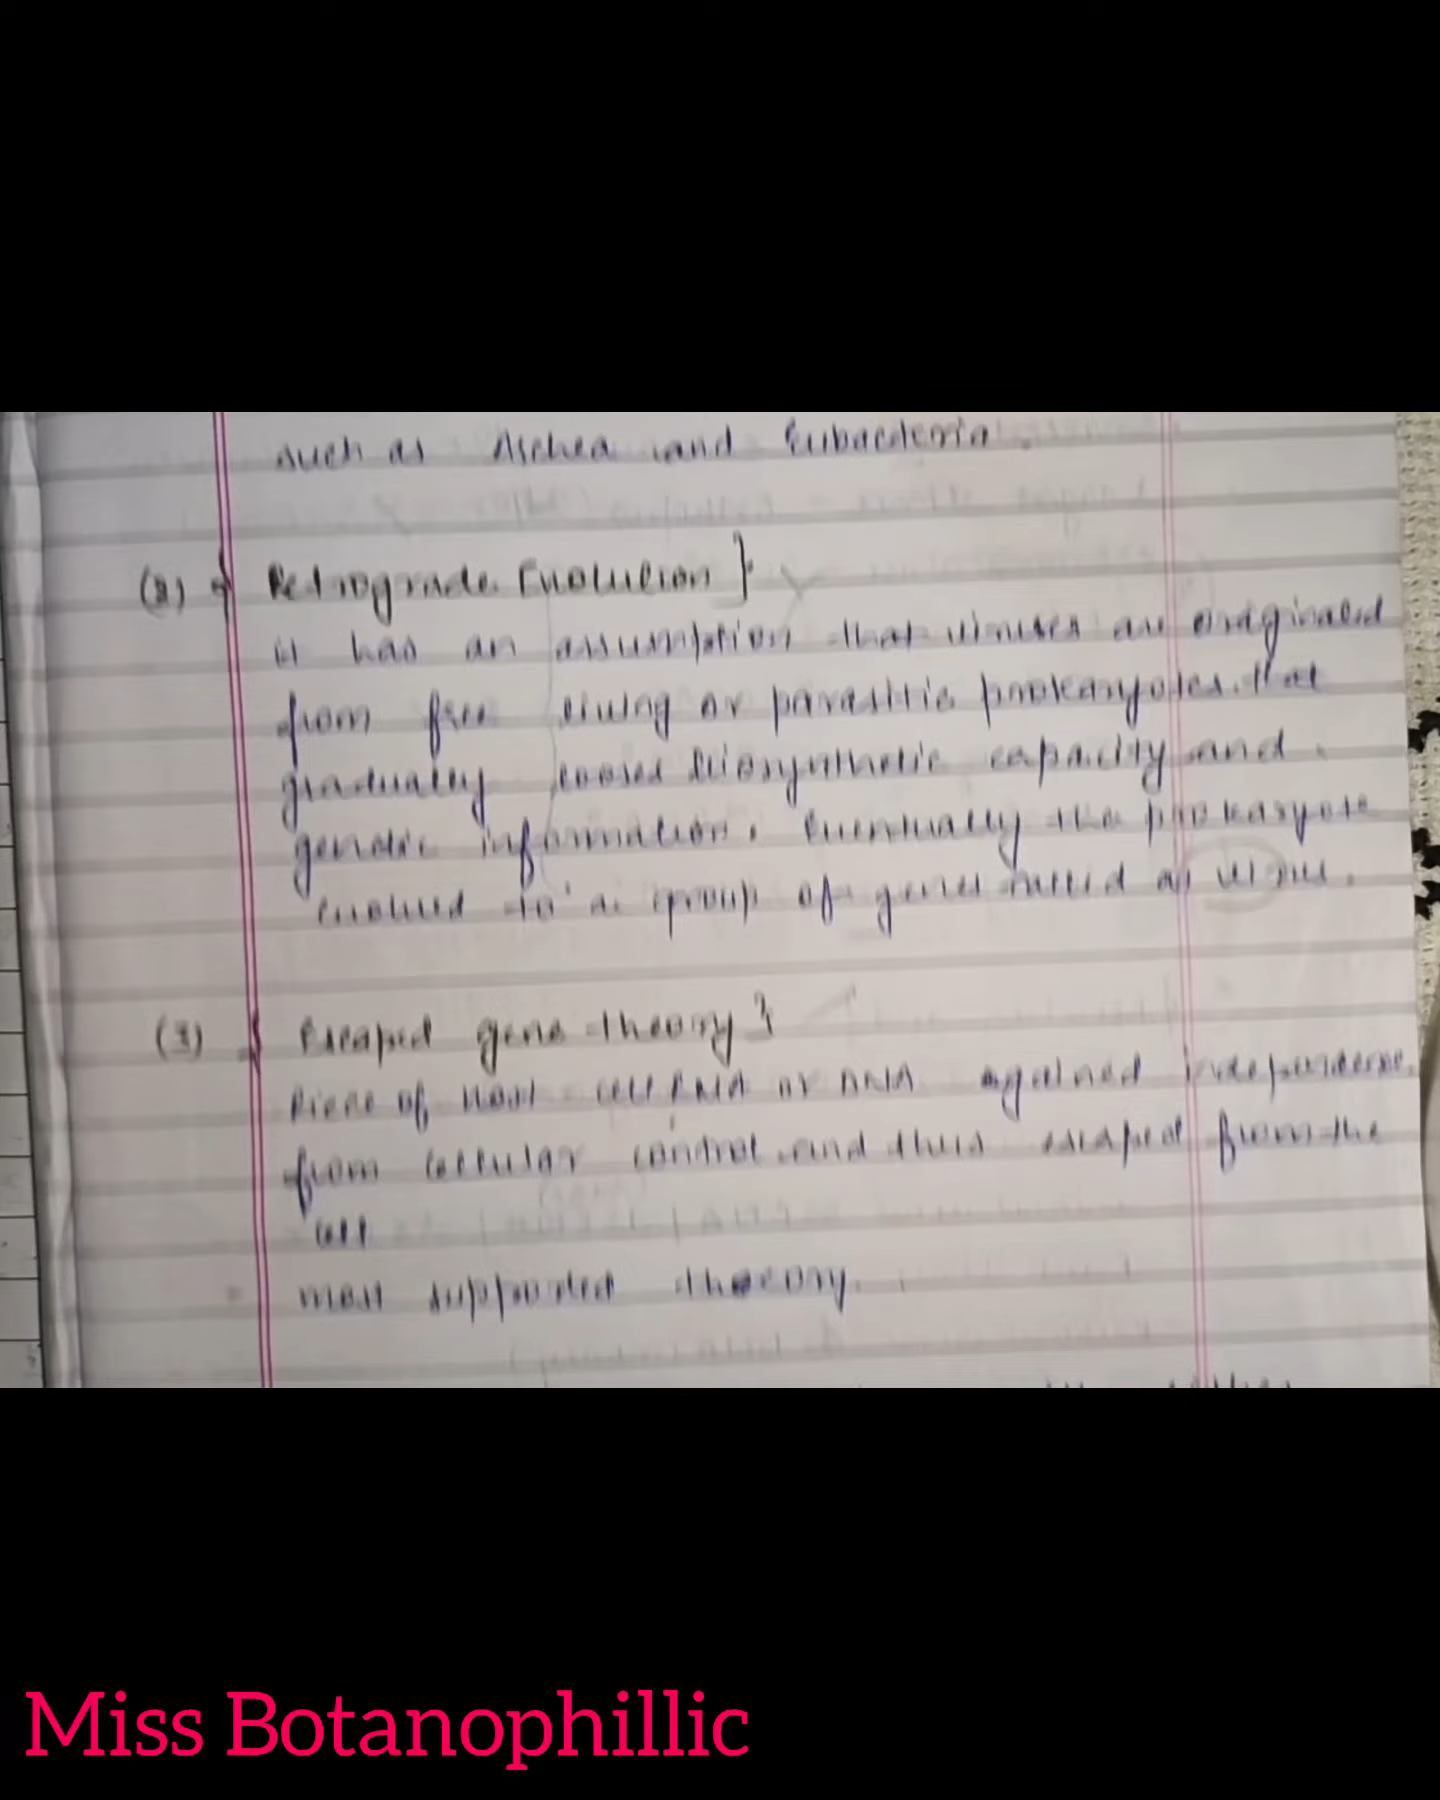 such as Aschea and Eubacteria.
(2) { Retrograde Evolution }
it has an assumption that viruses are oraginated
from free living or parasitic prokaryotes. that
gradually looses biosynthetic capacity and
genetic information. Eventually the prokaryote
evolved to a group of genes called as virus.
(3) { Escaped gene theory }
Piece of host cell RNA or DNA gained independence
from cellular control and thus escaped from the
cell
most supported theory.
Miss Botanophillic